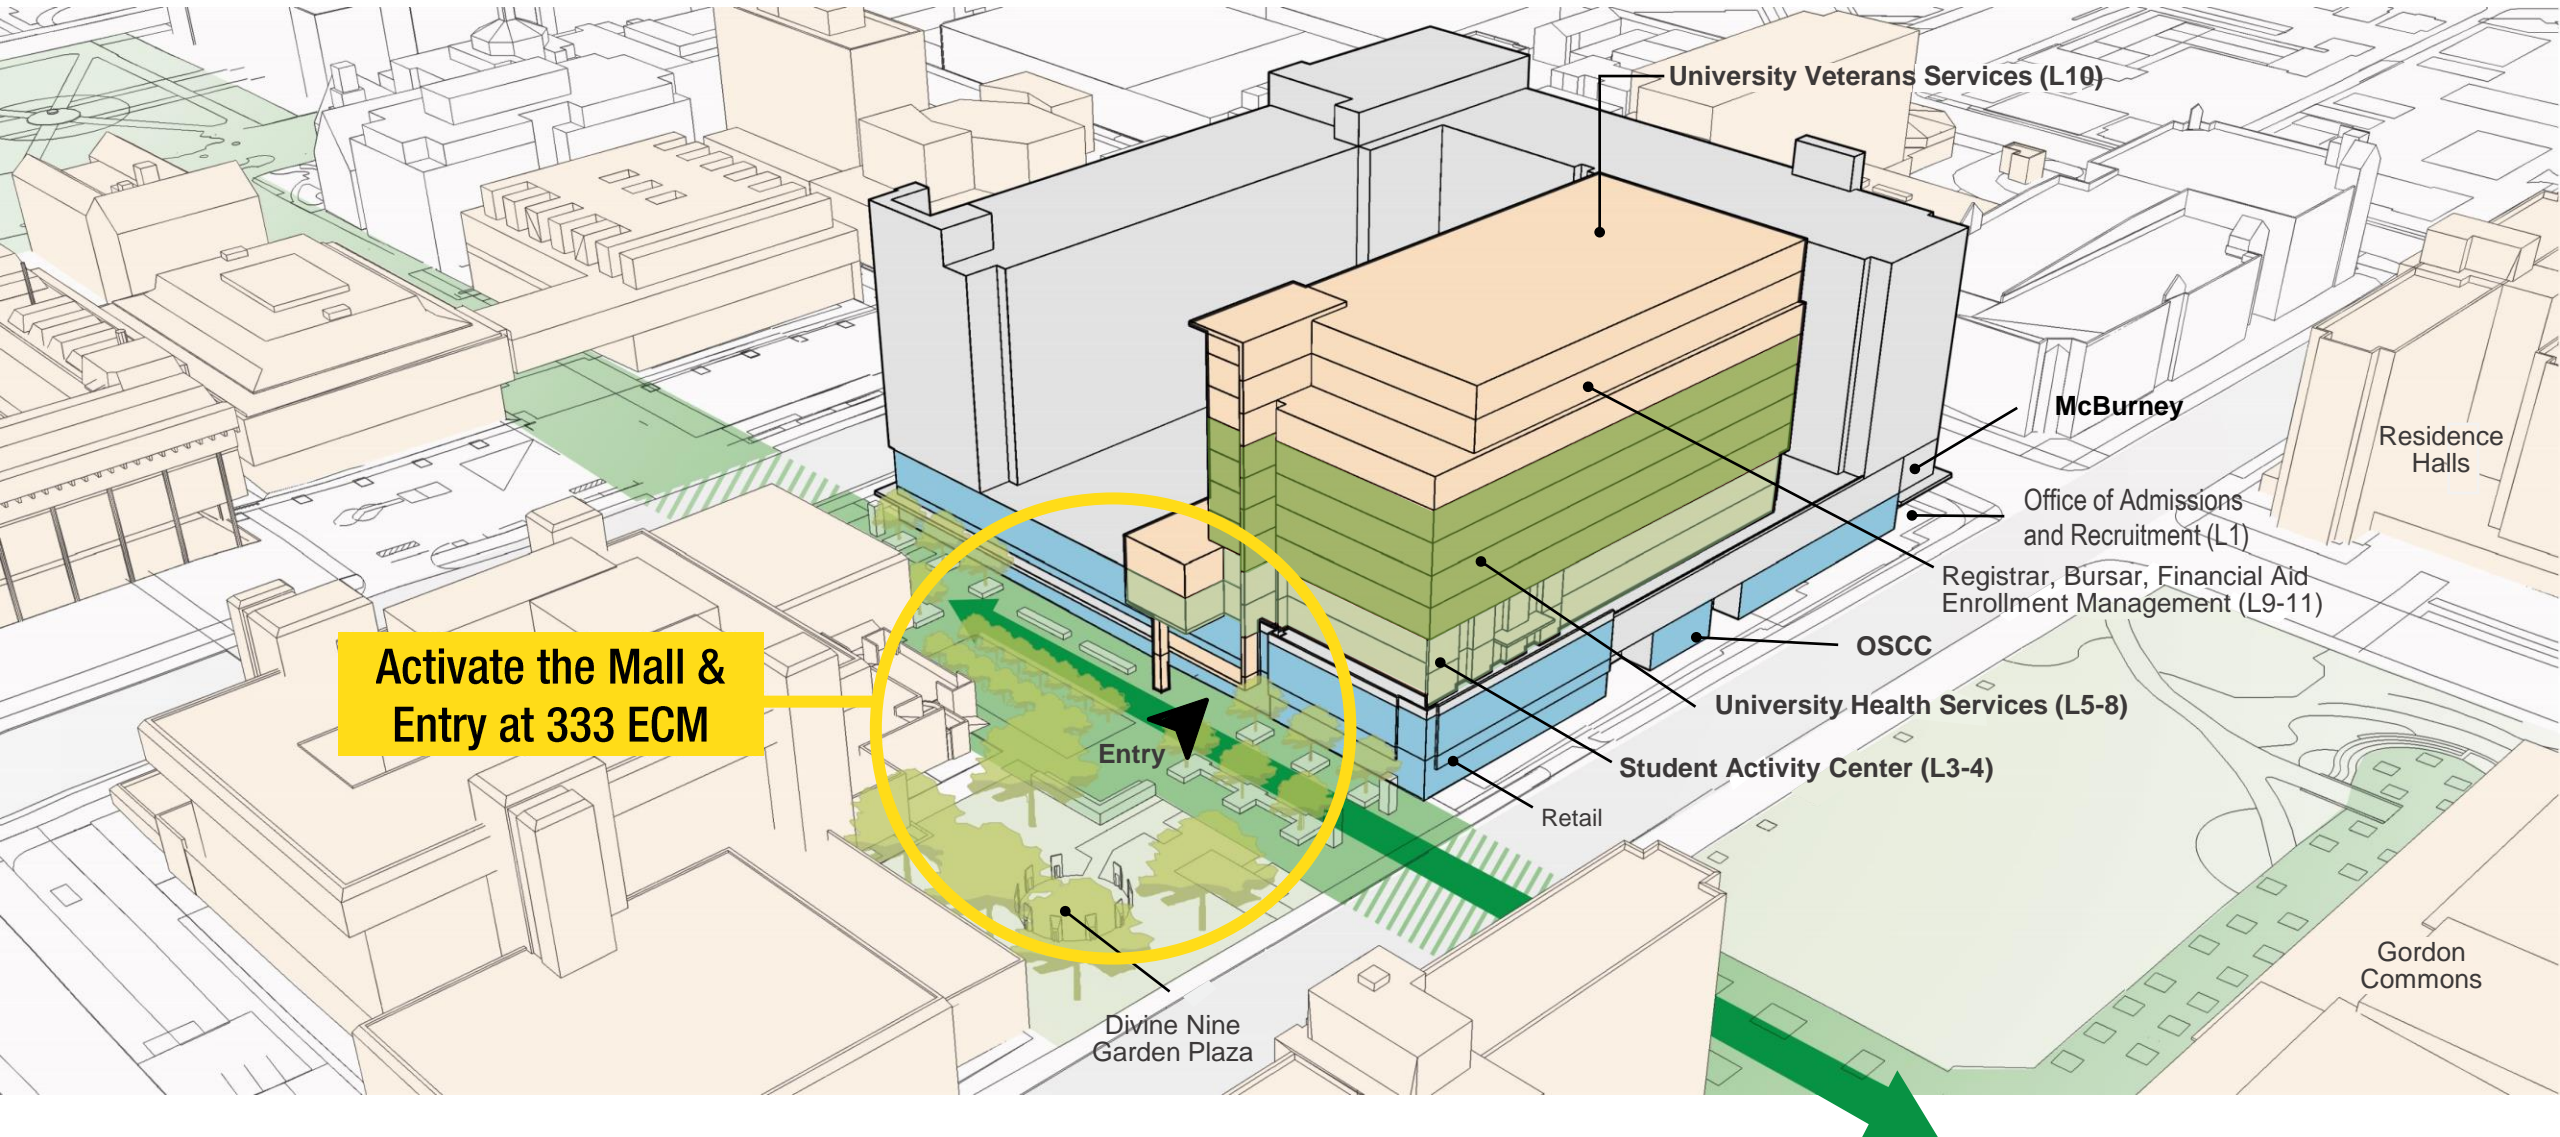 University Veterans Services (L10)
McBurney
Residence
Halls
Office of Admissions
and Recruitment (L1)
Registrar, Bursar, Financial Aid
Enrollment Management (L9-11)
OSCC
University Health Services (L5-8)
Activate the Mall &
Entry at 333 ECM
Entry
Student Activity Center (L3-4)
Retail
Gordon
Commons
Divine Nine
Garden Plaza